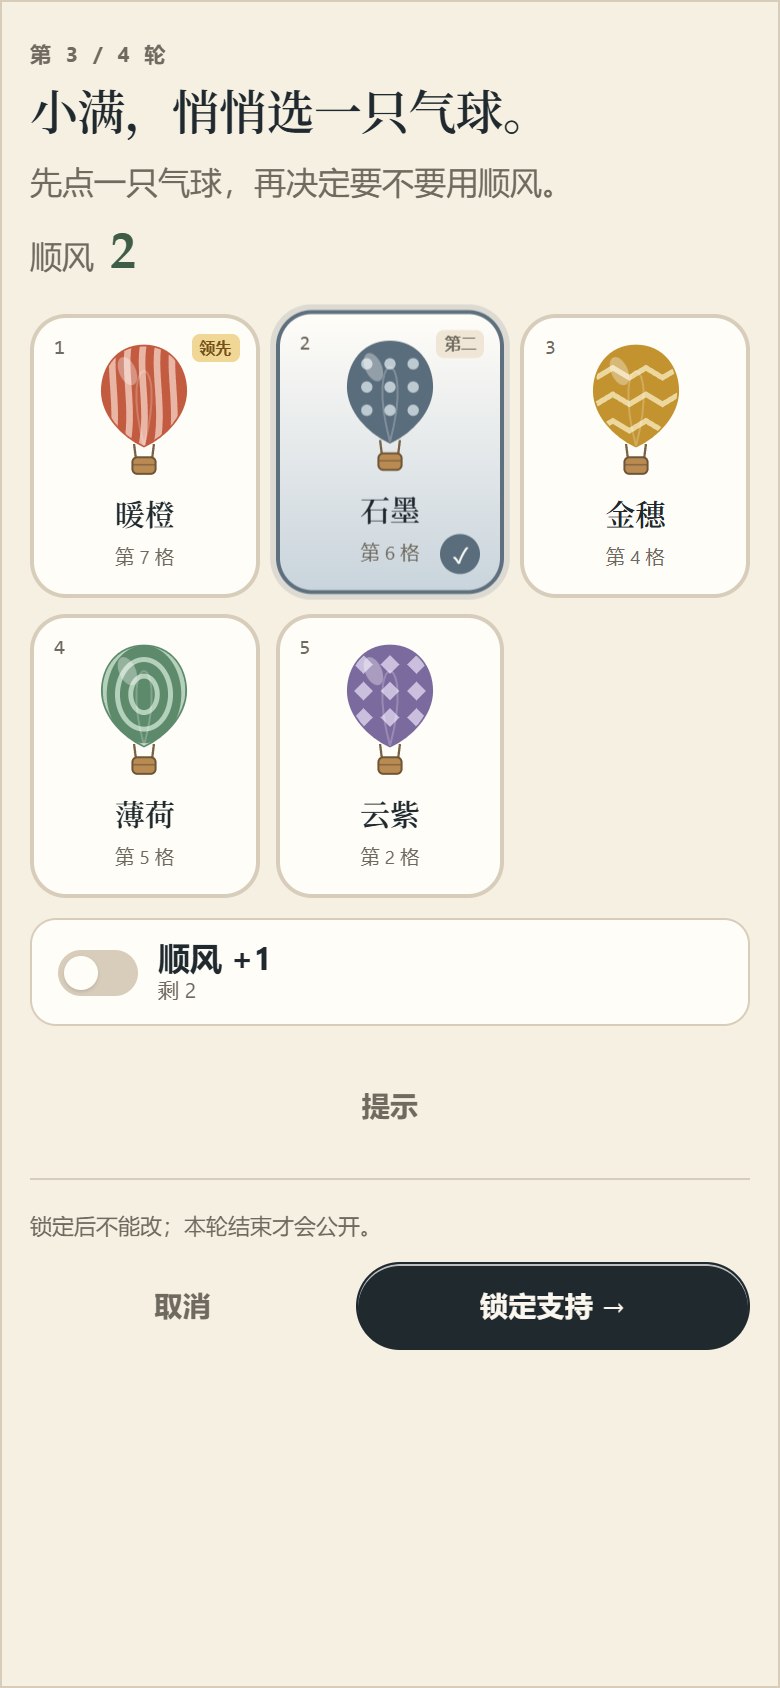 第 3 / 4 轮
小满，悄悄选一只气球。
先点一只气球，再决定要不要用顺风。
顺风 2
1 领先
暖橙
第 7 格
2 第二
石墨
第 6 格 ✓
3
金穗
第 4 格
4
薄荷
第 5 格
5
云紫
第 2 格
顺风 +1
剩 2
提示
锁定后不能改；本轮结束才会公开。
取消 锁定支持 →